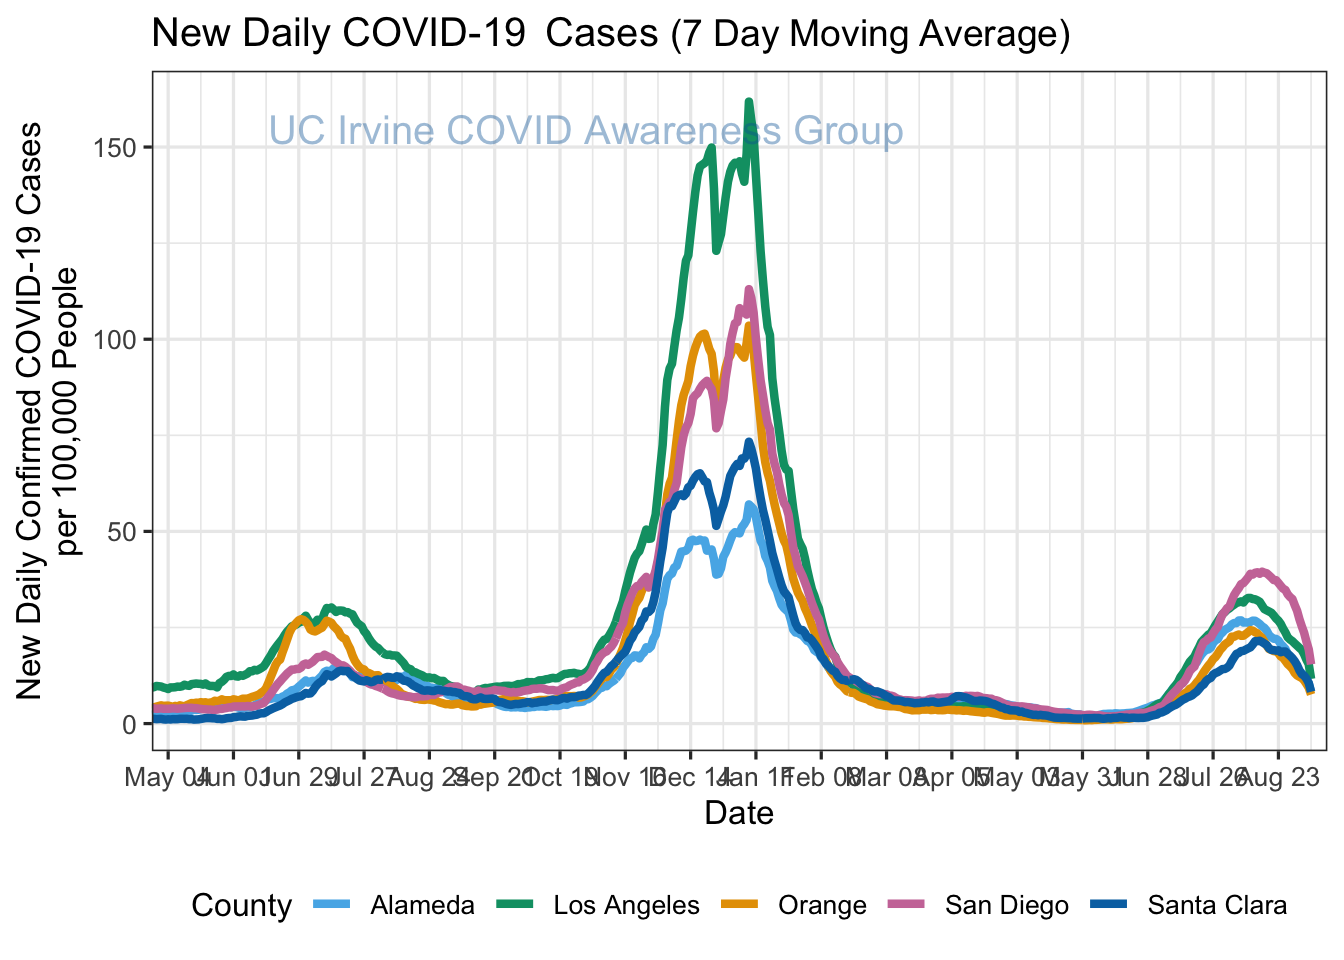 New Daily COVID-19  Cases (7 Day Moving Average)
UC Irvine COVID Awareness Group
New Daily Confirmed COVID-19 Cases
per 100,000 People
150
100
50
0
May 04 Jun 01 Jun 29 Jul 27 Aug 24 Sep 21 Oct 19 Nov 16 Dec 14 Jan 11 Feb 08 Mar 08 Apr 05 May 03 May 31 Jun 28 Jul 26 Aug 23
Date
County Alameda Los Angeles Orange San Diego Santa Clara